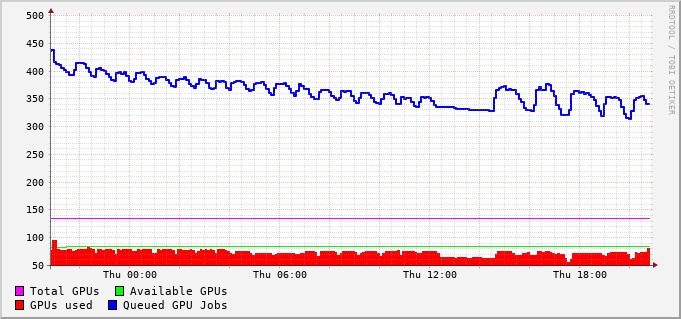 500
450
400
350
300
250
200
150
100
50
Thu 00:00 Thu 06:00 Thu 12:00 Thu 18:00
Total GPUs Available GPUs
GPUs used Queued GPU Jobs
RRDTOOL / TOBI OETIKER